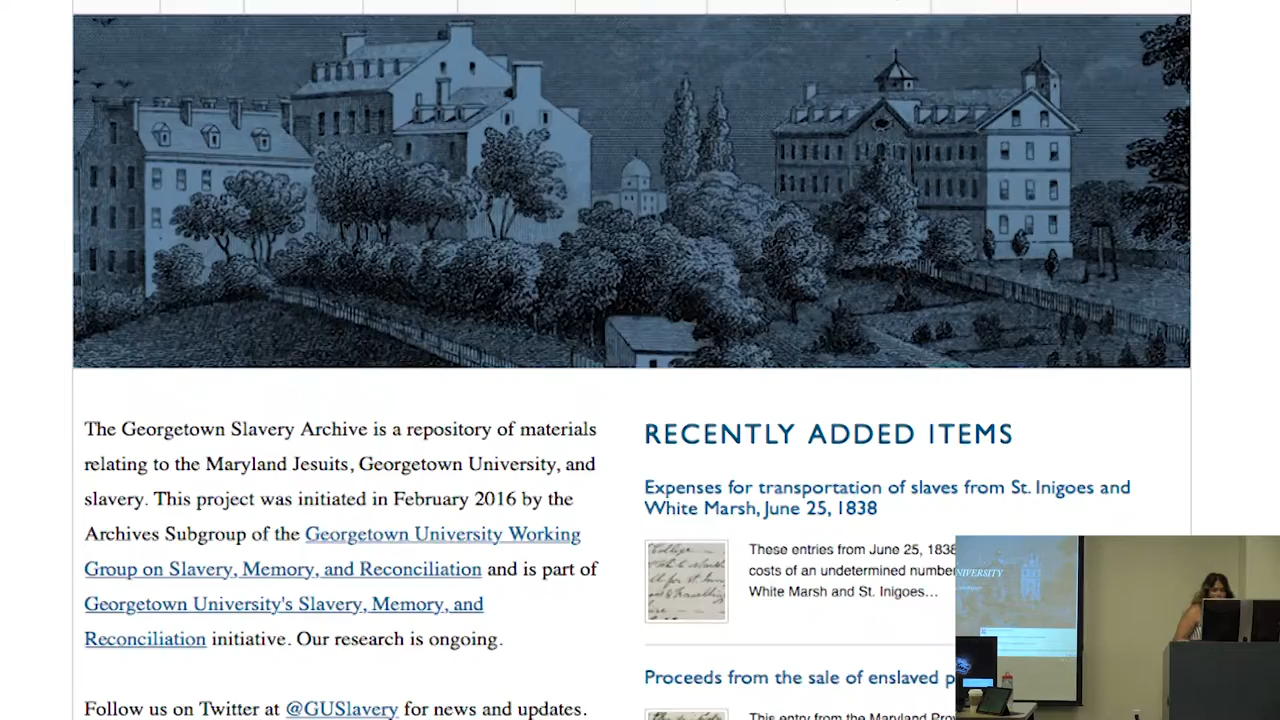 The Georgetown Slavery Archive is a repository of materials
relating to the Maryland Jesuits, Georgetown University, and
slavery. This project was initiated in February 2016 by the
Archives Subgroup of the Georgetown University Working
Group on Slavery, Memory, and Reconciliation and is part of
Georgetown University's Slavery, Memory, and
Reconciliation initiative. Our research is ongoing.
Follow us on Twitter at @GUSlavery for news and updates.
RECENTLY ADDED ITEMS
Expenses for transportation of slaves from St. Inigoes and
White Marsh, June 25, 1838
These entries from June 25, 1838
costs of an undetermined
White Marsh and St. Inigoes...
Proceeds from the sale of enslaved
This entry from the Maryland